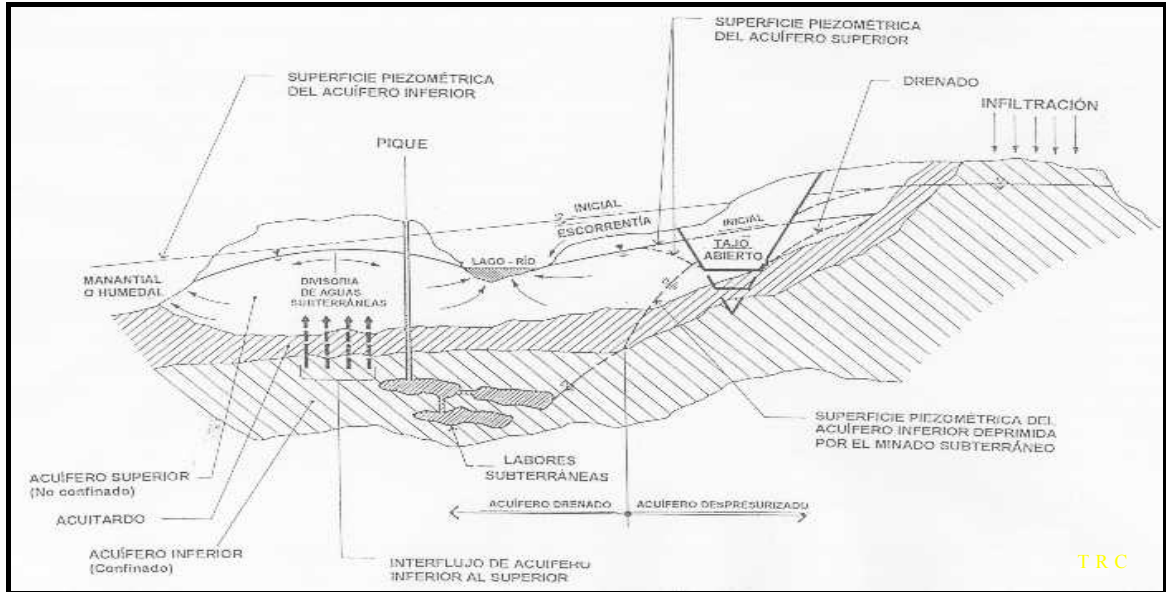 SUPERFICIE PIEZOMÉTRICA
DEL ACUÍFERO SUPERIOR
SUPERFICIE PIEZOMÉTRICA
DEL ACUÍFERO INFERIOR
DRENADO
INFILTRACIÓN
PIQUE
INICIAL
ESCORRENTÍA
INICIAL
TAJO
ABIERTO
LAGO - RÍO
MANANTIAL
O HUMEDAL
DIVISORIA
DE AGUAS
SUBTERRÁNEAS
SUPERFICIE PIEZOMÉTRICA DEL
ACUÍFERO INFERIOR DEPRIMIDA
POR EL MINADO SUBTERRÁNEO
LABORES
SUBTERRÁNEAS
ACUÍFERO SUPERIOR
(No confinado)
ACUÍFERO DRENADO
ACUÍFERO DESPRESURIZADO
ACUITARDO
ACUÍFERO INFERIOR
(Confinado)
INTERFLUJO DE ACUÍFERO
INFERIOR AL SUPERIOR
T R C